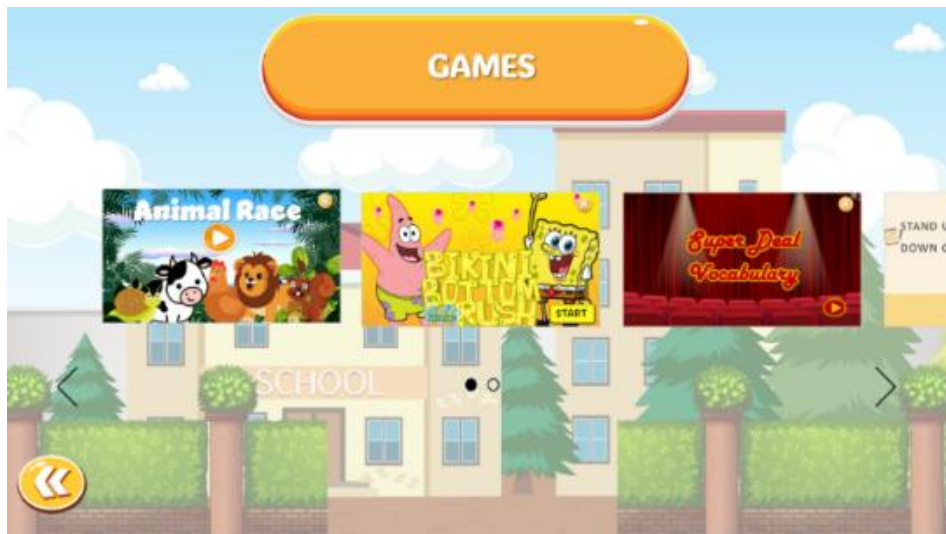 GAMES
Animal Race
BIKINI
BOTTOM
RUSH
START
Super Deal
Vocabulary
STAND U
DOWN
SCHOOL